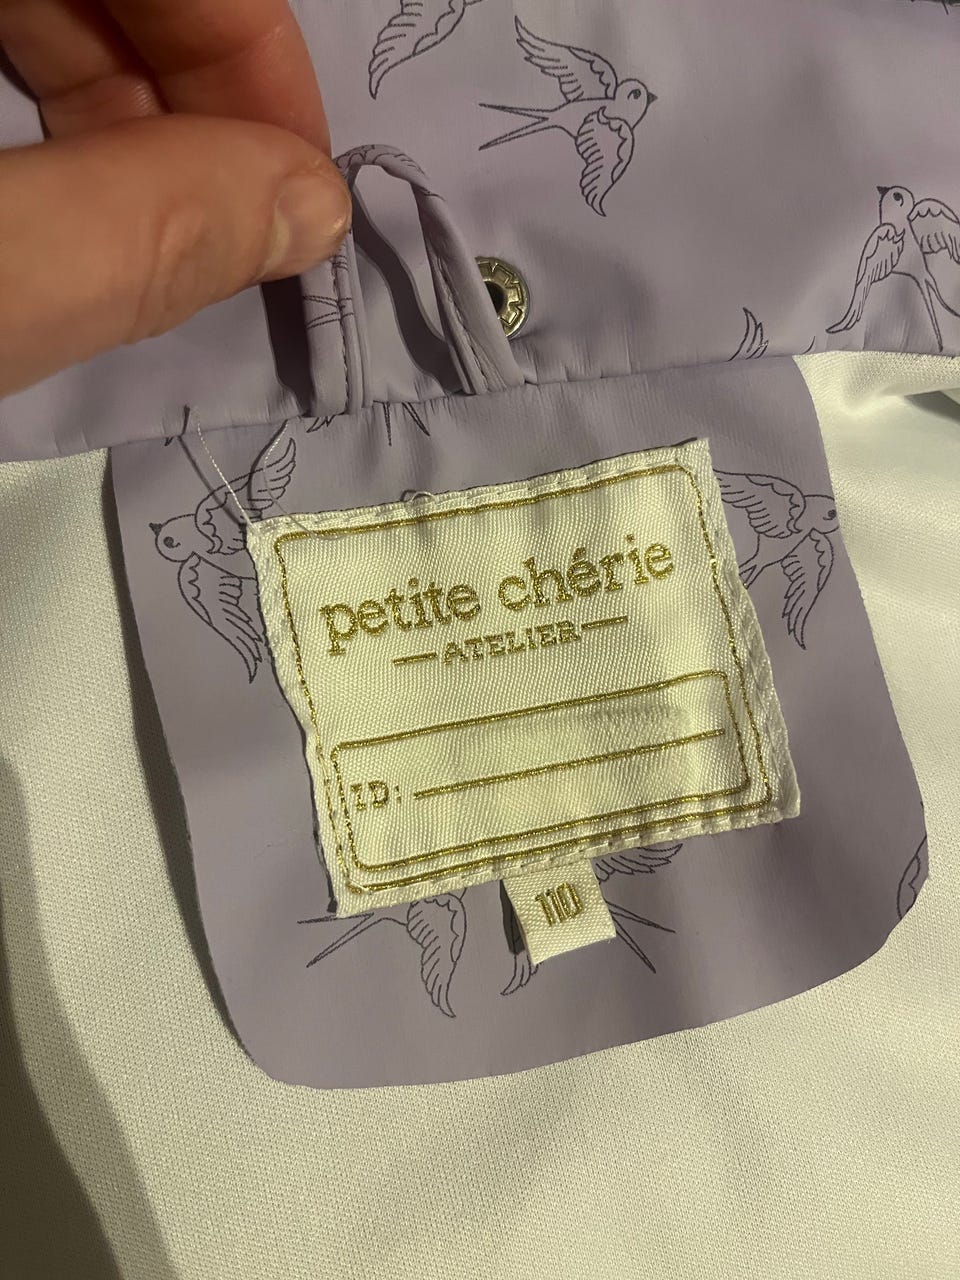 petite chérie
ATELIER
ID:
110